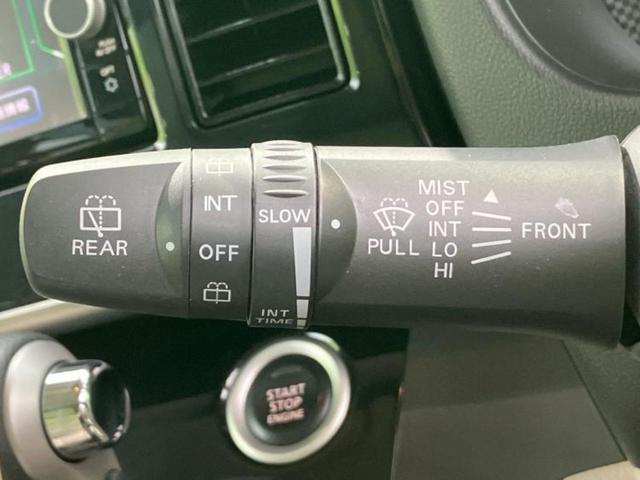 REAR
INT
OFF
SLOW
INT
TIME
PULL
MIST
OFF
INT
LO
HI
FRONT
START
STOP
ENGINE